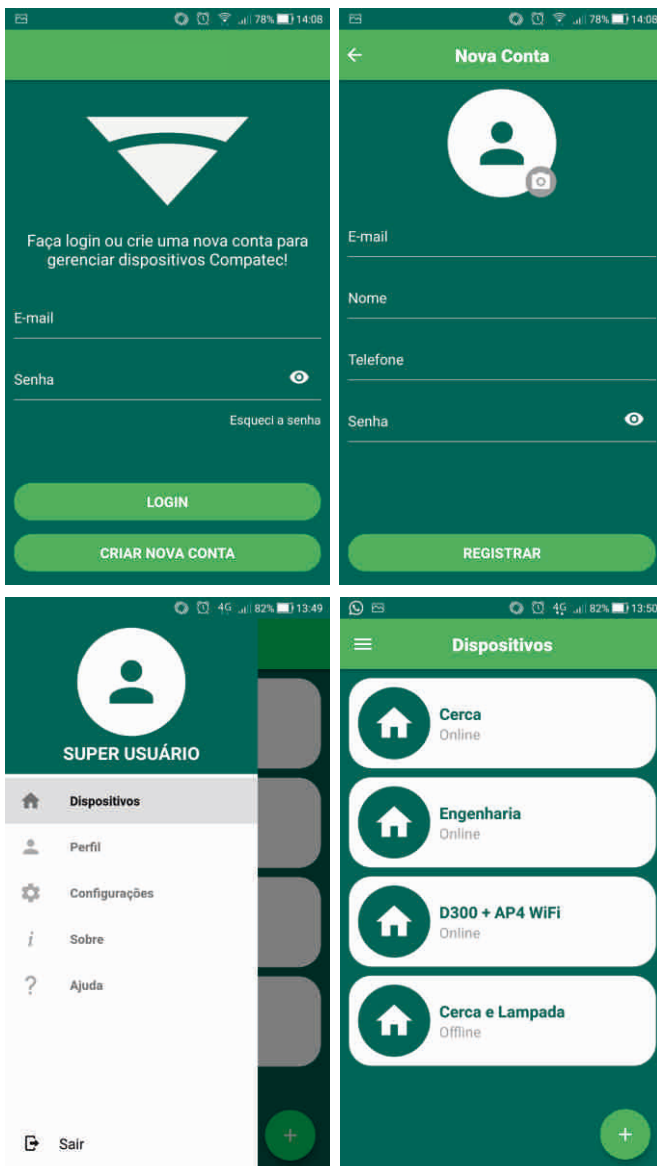 78% 14:08
Faça login ou crie uma nova conta para
gerenciar dispositivos Compatec!
E-mail
Senha
Esqueci a senha
LOGIN
CRIAR NOVA CONTA
78% 14:08
Nova Conta
E-mail
Nome
Telefone
Senha
REGISTRAR
4G 82% 13:49
SUPER USUÁRIO
Dispositivos
Perfil
Configurações
i Sobre
? Ajuda
Sair
+
4G 82% 13:50
Dispositivos
Cerca
Online
Engenharia
Online
D300 + AP4 WiFi
Online
Cerca e Lampada
Offline
+